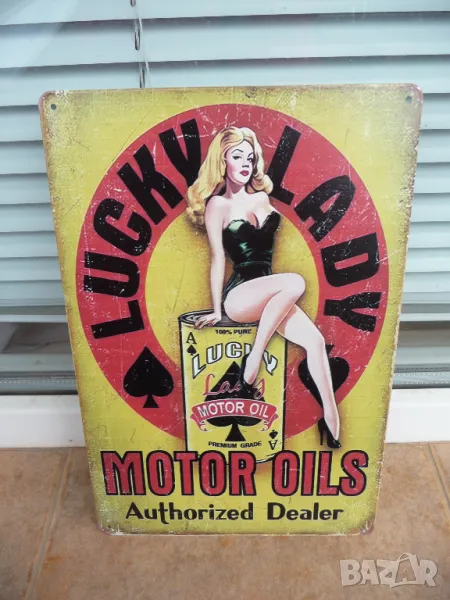 LUCKY LADY
A
100% PURE
LUCKY
Lady
MOTOR OIL
PREMIUM GRADE
A
MOTOR OILS
Authorized Dealer
BAZAR